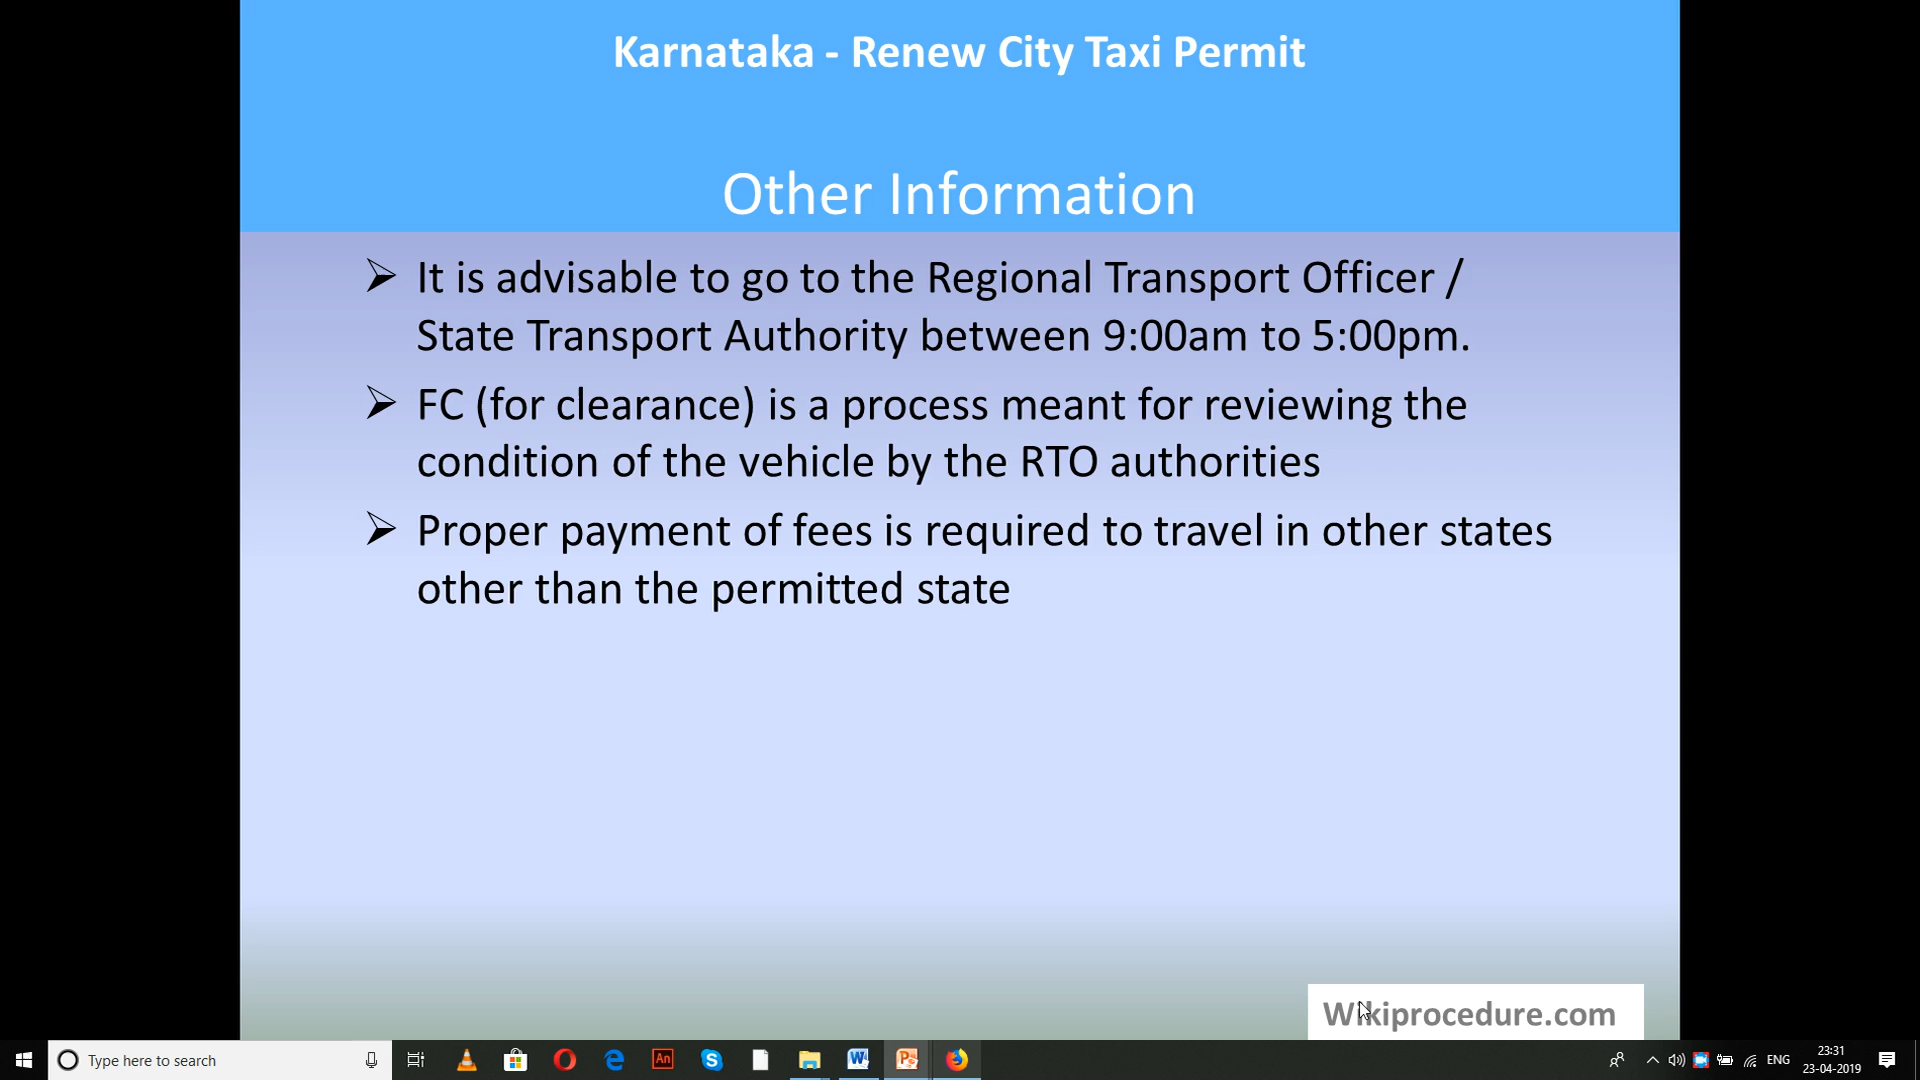 Karnataka - Renew City Taxi Permit
Other Information
➢ It is advisable to go to the Regional Transport Officer /
State Transport Authority between 9:00am to 5:00pm.
➢ FC (for clearance) is a process meant for reviewing the
condition of the vehicle by the RTO authorities
➢ Proper payment of fees is required to travel in other states
other than the permitted state
Wikiprocedure.com
Type here to search
An
ENG
23:31
23-04-2019